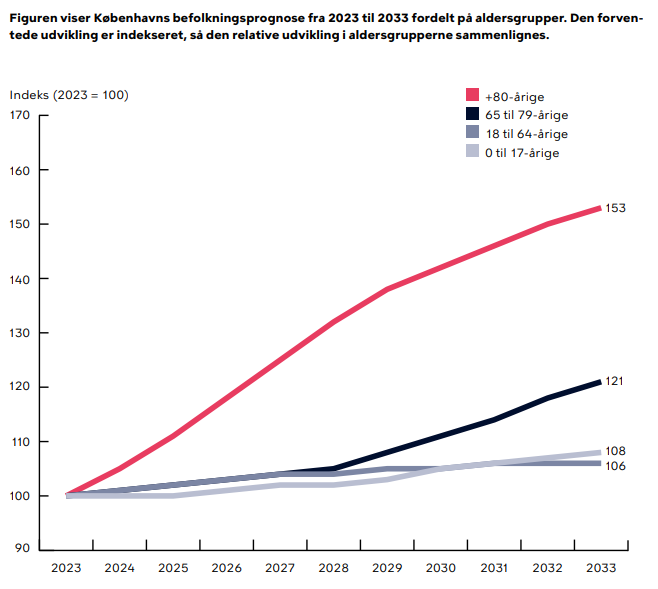 Figuren viser Københavns befolkningsprognose fra 2023 til 2033 fordelt på aldersgrupper. Den forven-
tede udvikling er indekseret, så den relative udvikling i aldersgrupperne sammenlignes.
Indeks (2023 = 100)
+80-årige
65 til 79-årige
18 til 64-årige
0 til 17-årige
170
160
150
140
130
120
110
100
90
153
121
108
106
2023 2024 2025 2026 2027 2028 2029 2030 2031 2032 2033